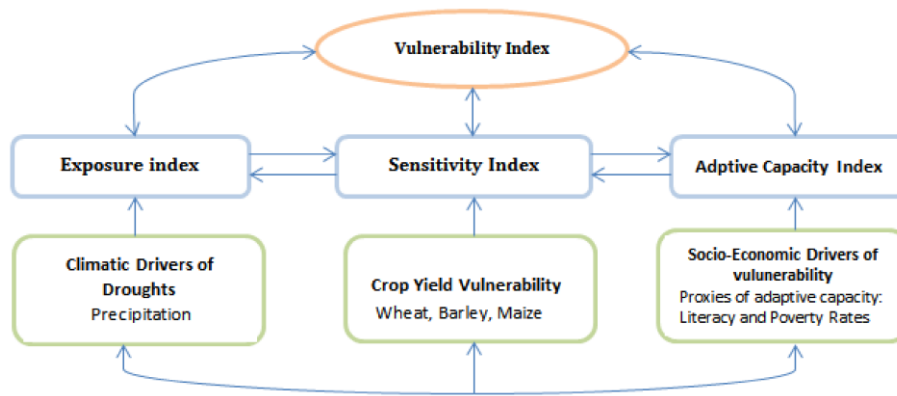 Vulnerability Index
Exposure index
Sensitivity Index
Adptive Capacity Index
Climatic Drivers of
Droughts
Precipitation
Crop Yield Vulnerability
Wheat, Barley, Maize
Socio-Economic Drivers of
vulunerability
Proxies of adaptive capacity:
Literacy and Poverty Rates